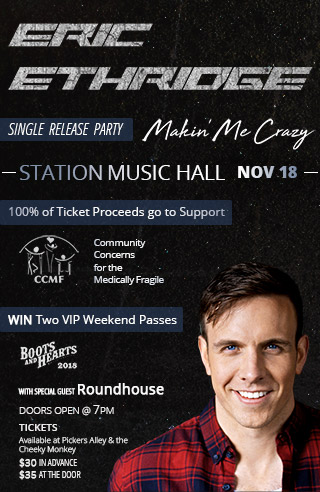 ERIC
ETHRIDGE
SINGLE RELEASE PARTY Makin' Me Crazy
STATION MUSIC HALL NOV 18
100% of Ticket Proceeds go to Support
CCMF
Community
Concerns
for the
Medically Fragile
WIN Two VIP Weekend Passes
BOOTS
AND HEARTS
2018
WITH SPECIAL GUEST Roundhouse
DOORS OPEN @ 7PM
TICKETS
Available at Pickers Alley & the
Cheeky Monkey
$30 IN ADVANCE
$35 AT THE DOOR